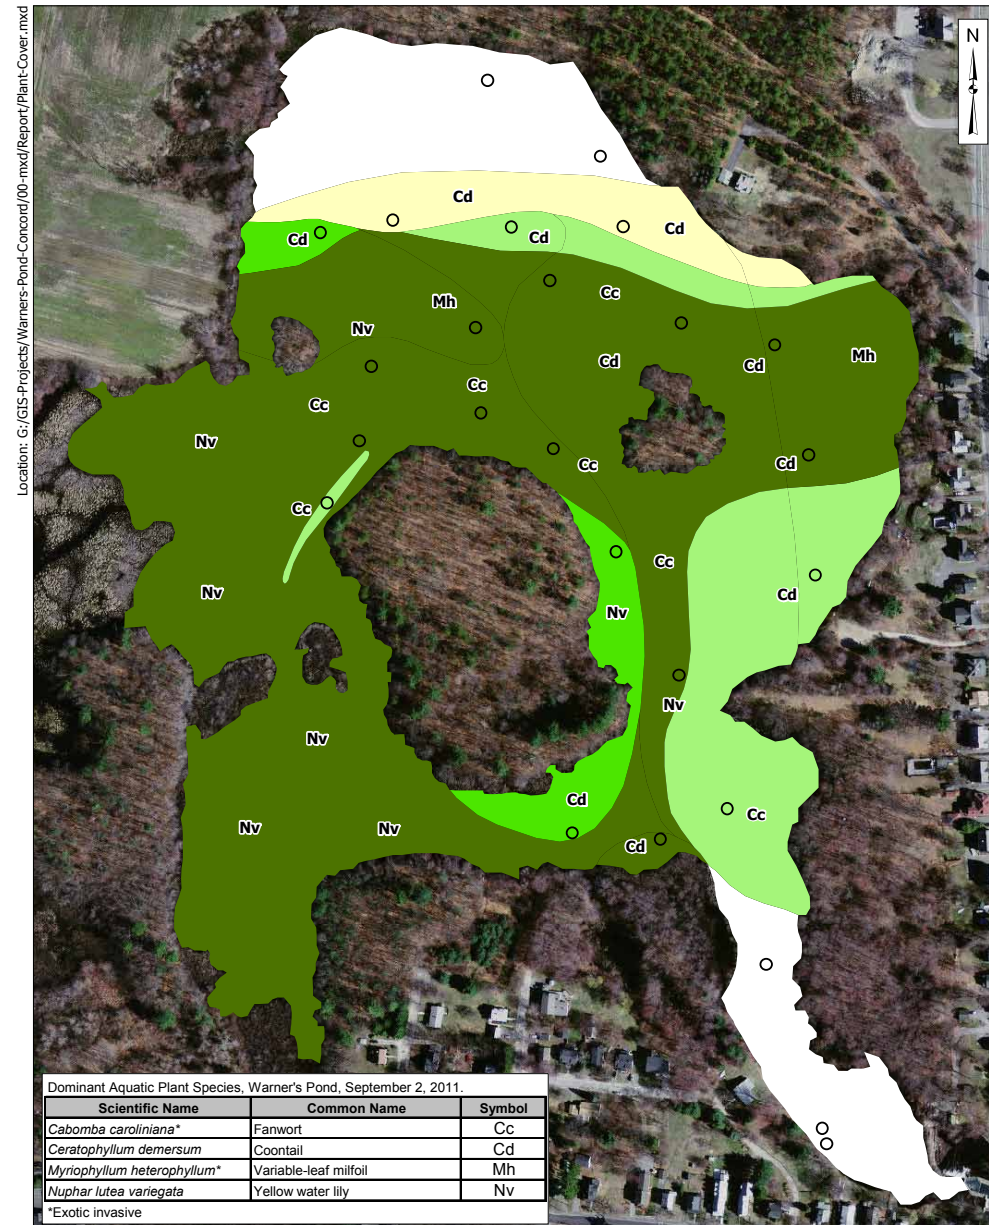 Location: G:/GIS-Projects/Warners-Pond-Concord/00-mxd/Report/Plant-Cover.mxd
N
Cd
Cd
Cd
Cd
Cc
Mh
Nv
Cd
Cd
Mh
Cc
Cc
Nv
Cc
Cd
Cc
Cc
Nv
Cd
Nv
Nv
Nv
Cd
Cc
Nv
Nv
Cd
Dominant Aquatic Plant Species, Warner's Pond, September 2, 2011.
Scientific Name Common Name Symbol
Cabomba caroliniana* Fanwort Cc
Ceratophyllum demersum Coontail Cd
Myriophyllum heterophyllum* Variable-leaf milfoil Mh
Nuphar lutea variegata Yellow water lily Nv
*Exotic invasive